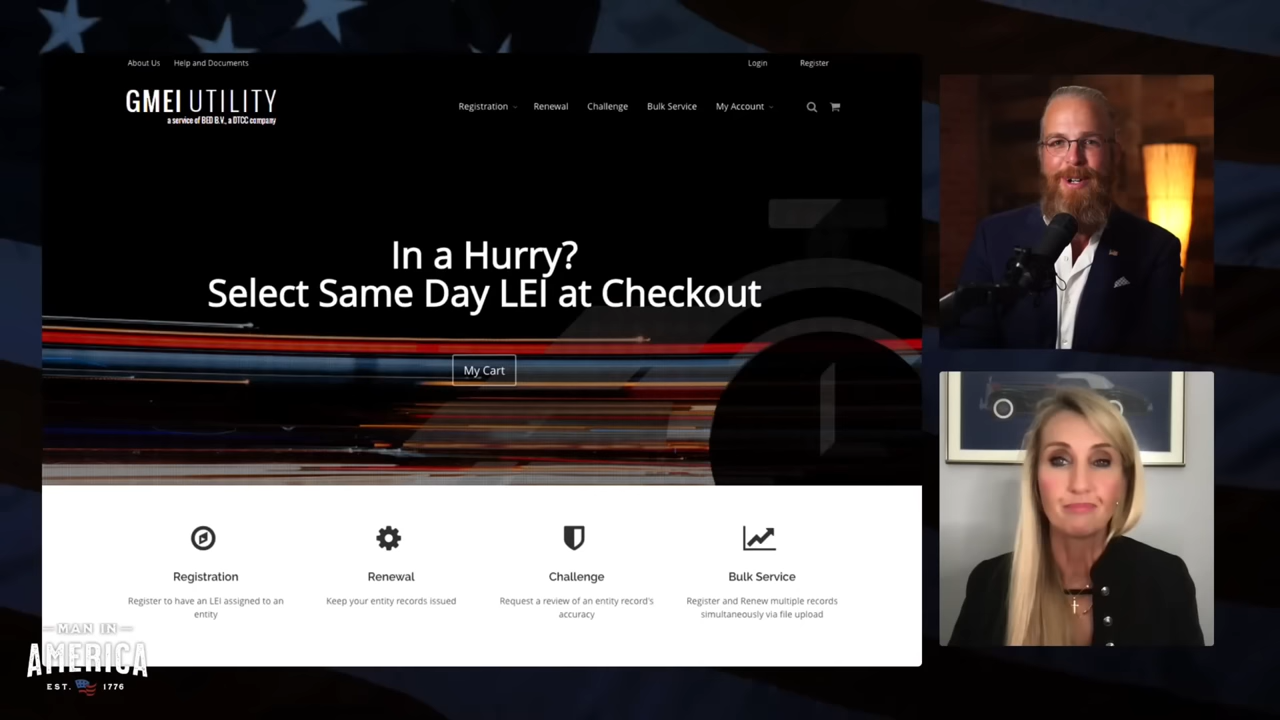 About Us Help and Documents Login Register
GMEI UTILITY
a service of BED B.V., a DTCC company
Registration Renewal Challenge Bulk Service My Account
In a Hurry?
Select Same Day LEI at Checkout
My Cart
Registration
Register to have an LEI assigned to an
entity
Renewal
Keep your entity records issued
Challenge
Request a review of an entity record's
accuracy
Bulk Service
Register and Renew multiple records
simultaneously via file upload
MAN IN
AMERICA
EST. 1776